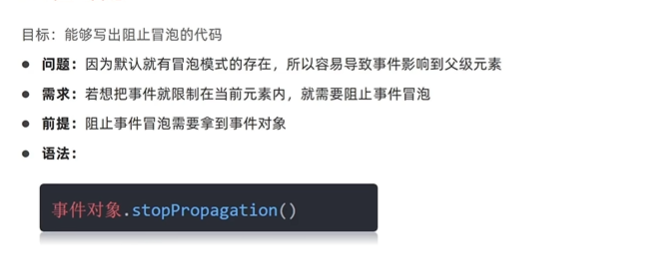 目标：能够写出阻止冒泡的代码
● 问题：因为默认就有冒泡模式的存在，所以容易导致事件影响到父级元素
● 需求：若想把事件就限制在当前元素内，就需要阻止事件冒泡
● 前提：阻止事件冒泡需要拿到事件对象
● 语法：
事件对象.stopPropagation()